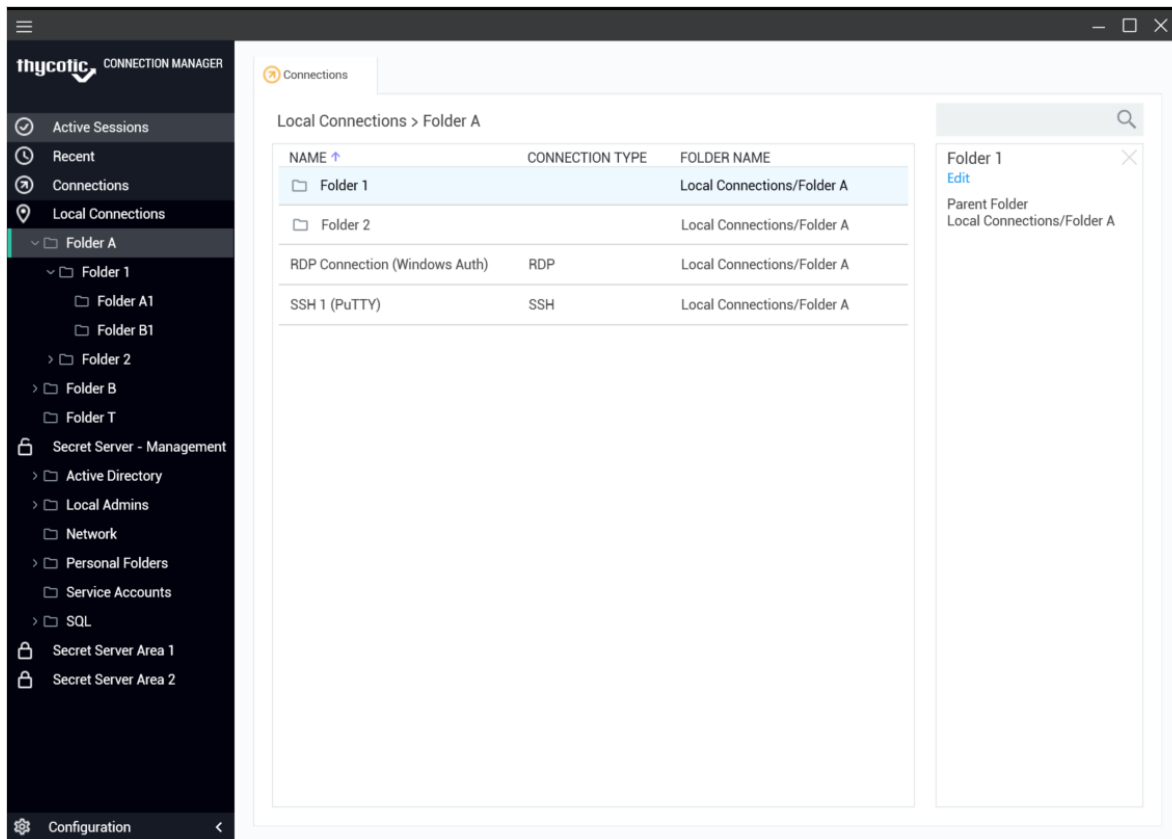 thycotic CONNECTION MANAGER
Active Sessions
Recent
Connections
Local Connections
Folder A
Folder 1
Folder A1
Folder B1
Folder 2
Folder B
Folder T
Secret Server - Management
Active Directory
Local Admins
Network
Personal Folders
Service Accounts
SQL
Secret Server Area 1
Secret Server Area 2
Configuration
Connections
Local Connections > Folder A
NAME CONNECTION TYPE FOLDER NAME
Folder 1 Local Connections/Folder A
Folder 2 Local Connections/Folder A
RDP Connection (Windows Auth) RDP Local Connections/Folder A
SSH 1 (PuTTY) SSH Local Connections/Folder A
Folder 1
Edit
Parent Folder
Local Connections/Folder A